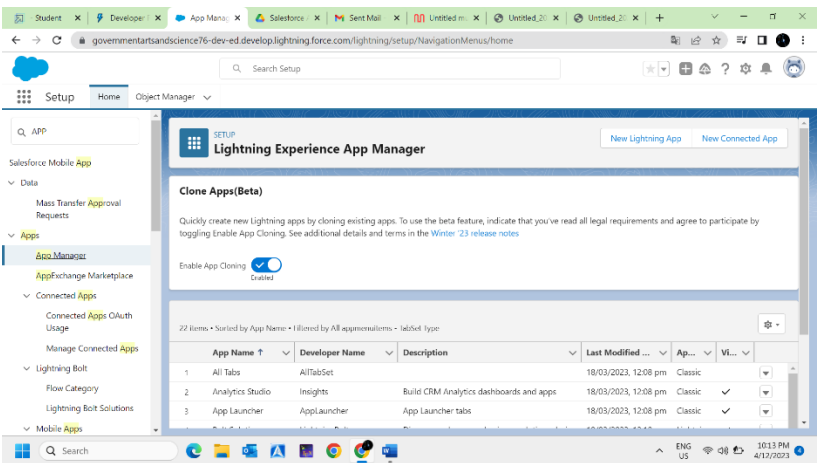 Student
Developer
App Manag
Salesforce
Sent Mail
Untitled
Untitled_20
Untitled_20
governmentartsandscience76-dev-ed.develop.lightning.force.com/lightning/setup/NavigationMenus/home
Search Setup
Setup
Home
Object Manager
APP
Salesforce Mobile App
Data
Mass Transfer Approval
Requests
Apps
App Manager
AppExchange Marketplace
Connected Apps
Connected Apps OAuth
Usage
Manage Connected Apps
Lightning Bolt
Flow Category
Lightning Bolt Solutions
Mobile Apps
SETUP
Lightning Experience App Manager
New Lightning App
New Connected App
Clone Apps(Beta)
Quickly create new Lightning apps by cloning existing apps. To use the beta feature, indicate that you've read all legal requirements and agree to participate by
toggling Enable App Cloning. See additional details and terms in the Winter '23 release notes
Enable App Cloning
Enabled
22 items • Sorted by App Name • Filtered by All appmenuitems - TabSet Type
App Name ↑ Developer Name Description Last Modified ... Ap... Vi...
1 All Tabs AllTabSet 18/03/2023, 12:08 pm Classic
2 Analytics Studio Insights Build CRM Analytics dashboards and apps 18/03/2023, 12:08 pm Classic
3 App Launcher AppLauncher App Launcher tabs 18/03/2023, 12:08 pm Classic
Search
ENG
US
10:13 PM
4/12/2023
4